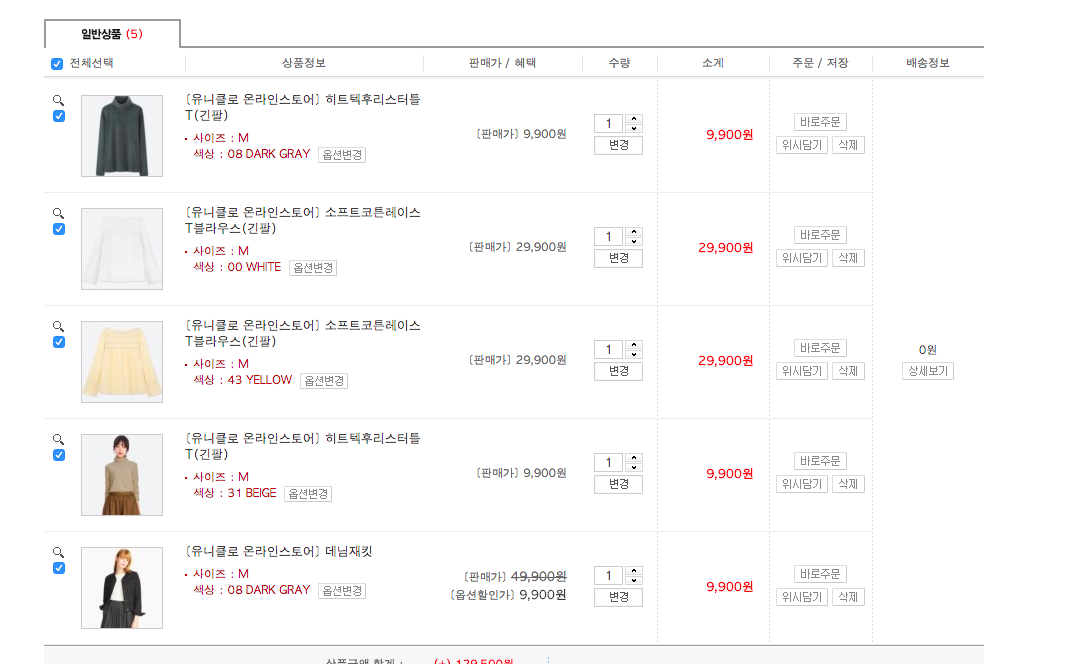 일반상품 (5)
전체선택 상품정보 판매가 / 혜택 수량 소계 주문 / 저장 배송정보
[유니클로 온라인스토어] 히트텍후리스터틀
T(긴팔)
사이즈 : M
색상 : 08 DARK GRAY 옵션변경
[판매가] 9,900원
1
변경
9,900원
바로주문
위시담기 삭제
[유니클로 온라인스토어] 소프트코튼레이스
T블라우스(긴팔)
사이즈 : M
색상 : 00 WHITE 옵션변경
[판매가] 29,900원
1
변경
29,900원
바로주문
위시담기 삭제
[유니클로 온라인스토어] 소프트코튼레이스
T블라우스(긴팔)
사이즈 : M
색상 : 43 YELLOW 옵션변경
[판매가] 29,900원
1
변경
29,900원
바로주문
위시담기 삭제
0원
상세보기
[유니클로 온라인스토어] 히트텍후리스터틀
T(긴팔)
사이즈 : M
색상 : 31 BEIGE 옵션변경
[판매가] 9,900원
1
변경
9,900원
바로주문
위시담기 삭제
[유니클로 온라인스토어] 데님재킷
사이즈 : M
색상 : 08 DARK GRAY 옵션변경
[판매가] 49,900원
[옵션할인가] 9,900원
1
변경
9,900원
바로주문
위시담기 삭제